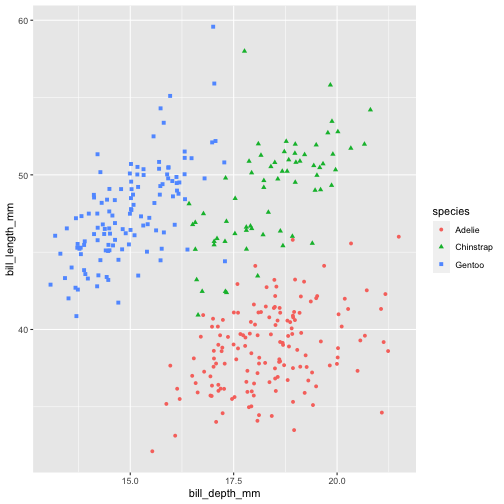 60
50
40
bill_length_mm
15.0
17.5
20.0
bill_depth_mm
species
Adelie
Chinstrap
Gentoo